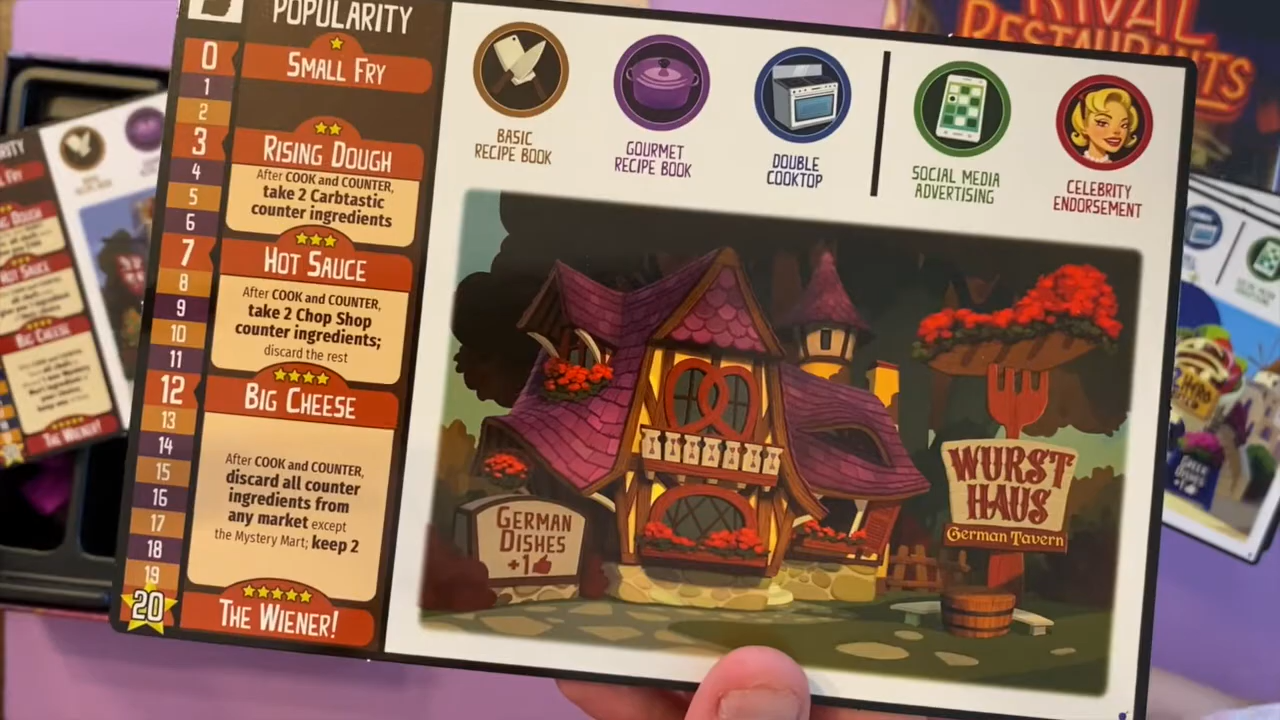 POPULARITY
0
SMALL FRY
1
2
3
RISING DOUGH
4
After COOK and COUNTER,
take 2 Carbtastic
counter ingredients
5
6
7
HOT SAUCE
8
After COOK and COUNTER,
take 2 Chop Shop
counter ingredients;
discard the rest
9
10
11
12
BIG CHEESE
13
14
15
16
17
18
19
After COOK and COUNTER,
discard all counter
ingredients from
any market except
the Mystery Mart; keep 2
20
THE WIENER!
BASIC
RECIPE BOOK
GOURMET
RECIPE BOOK
DOUBLE
COOKTOP
SOCIAL MEDIA
ADVERTISING
CELEBRITY
ENDORSEMENT
GERMAN
DISHES
+1
WURST
HAUS
German Tavern
RIVAL
RESTAURANTS
BIG CHEESE
THE WIENER!